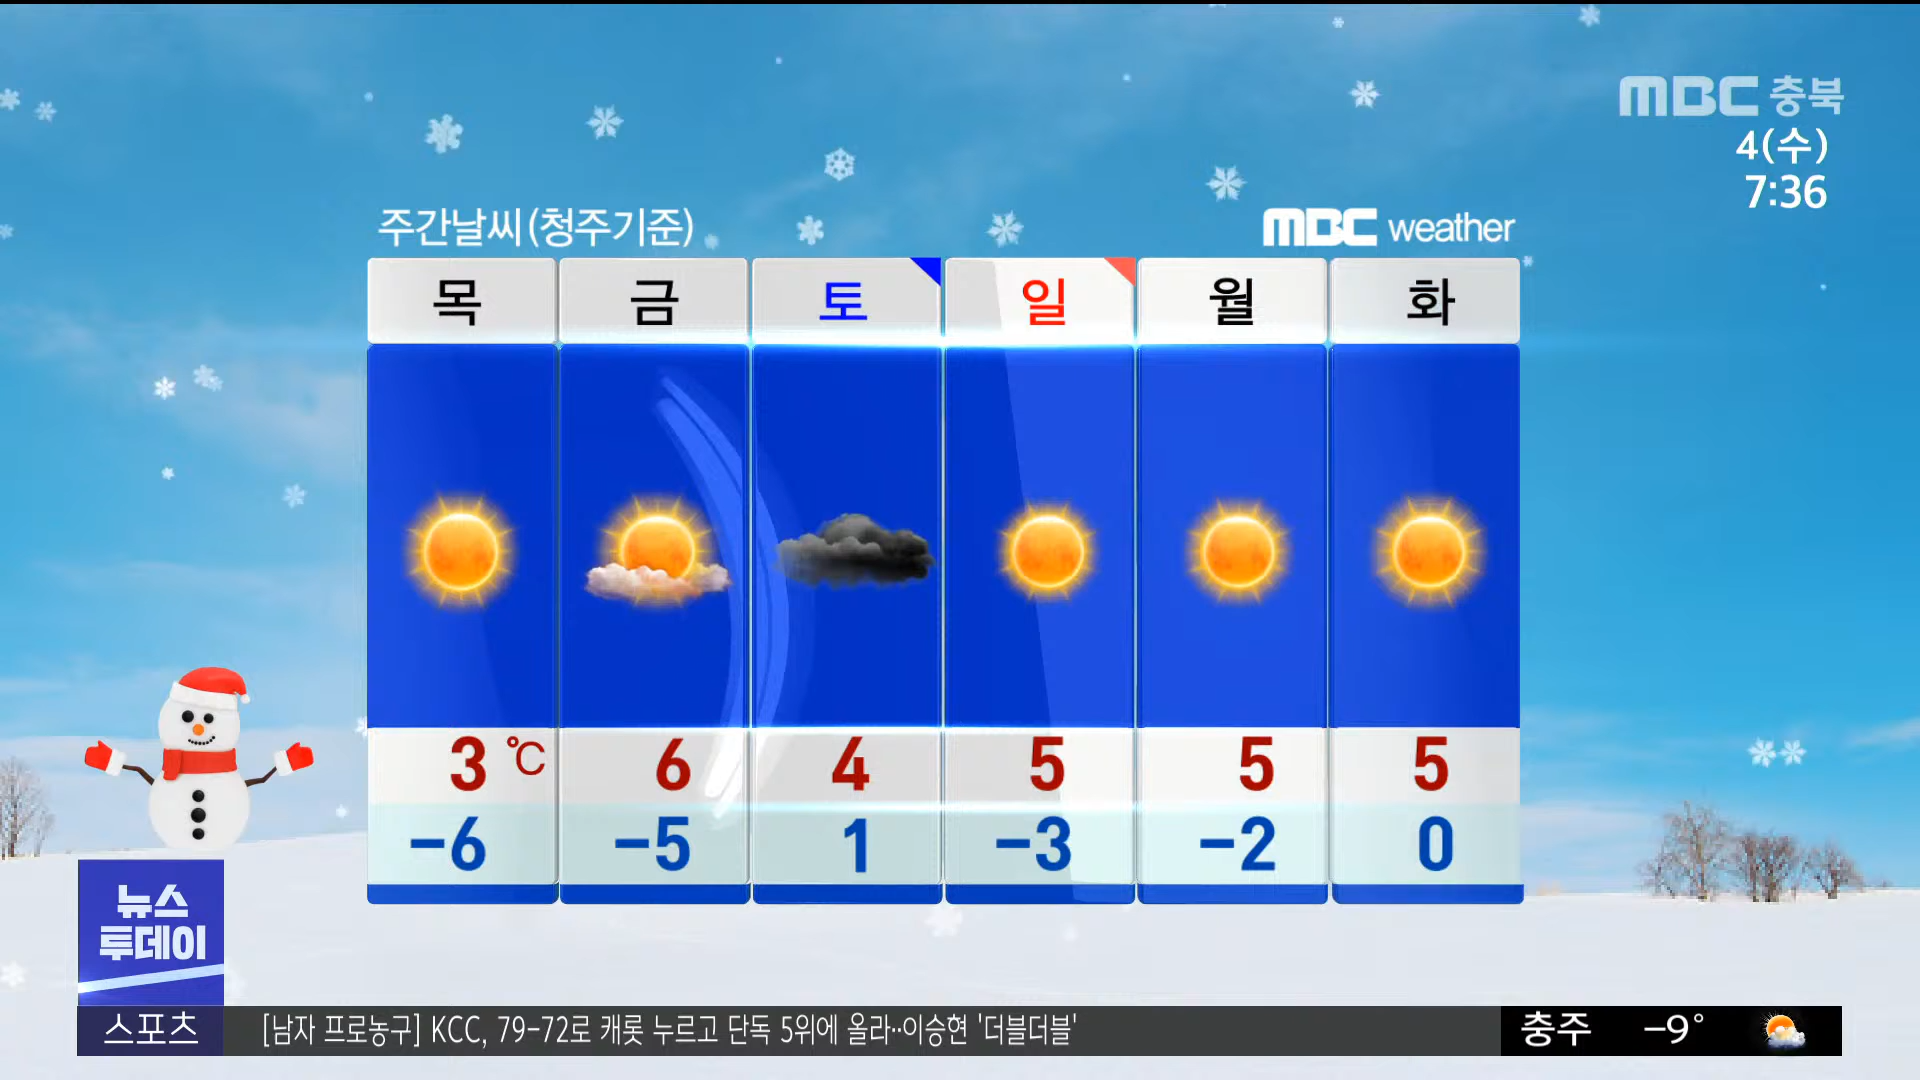 MBC 충북
4(수)
7:36
주간날씨(청주기준)
MBC weather
목 금 토 일 월 화
3 ℃ 6 4 5 5 5
-6 -5 1 -3 -2 0
뉴스
투데이
스포츠 [남자 프로농구] KCC, 79-72로 캐롯 누르고 단독 5위에 올라··이승현 '더블더블' 충주 -9°